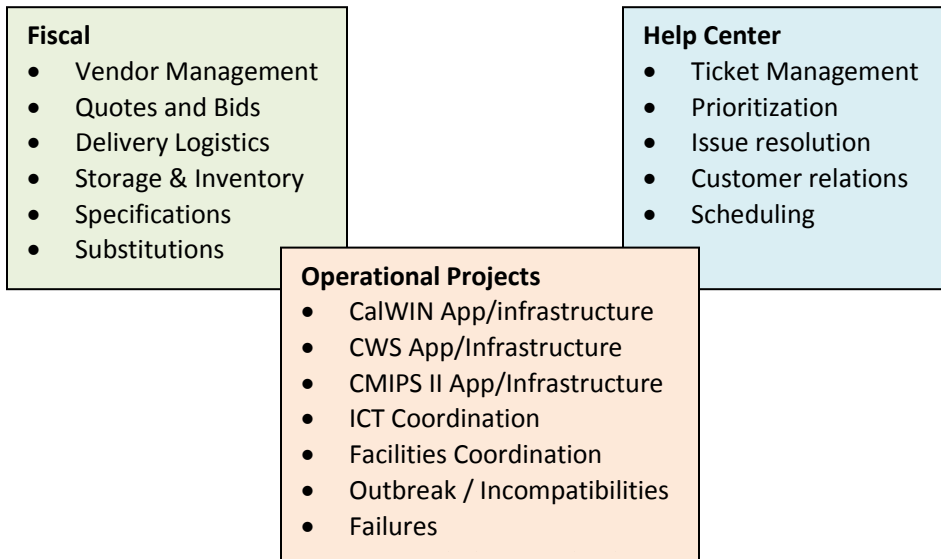 Fiscal
• Vendor Management
• Quotes and Bids
• Delivery Logistics
• Storage & Inventory
• Specifications
• Substitutions
Help Center
• Ticket Management
• Prioritization
• Issue resolution
• Customer relations
• Scheduling
Operational Projects
• CalWIN App/infrastructure
• CWS App/Infrastructure
• CMIPS II App/Infrastructure
• ICT Coordination
• Facilities Coordination
• Outbreak / Incompatibilities
• Failures